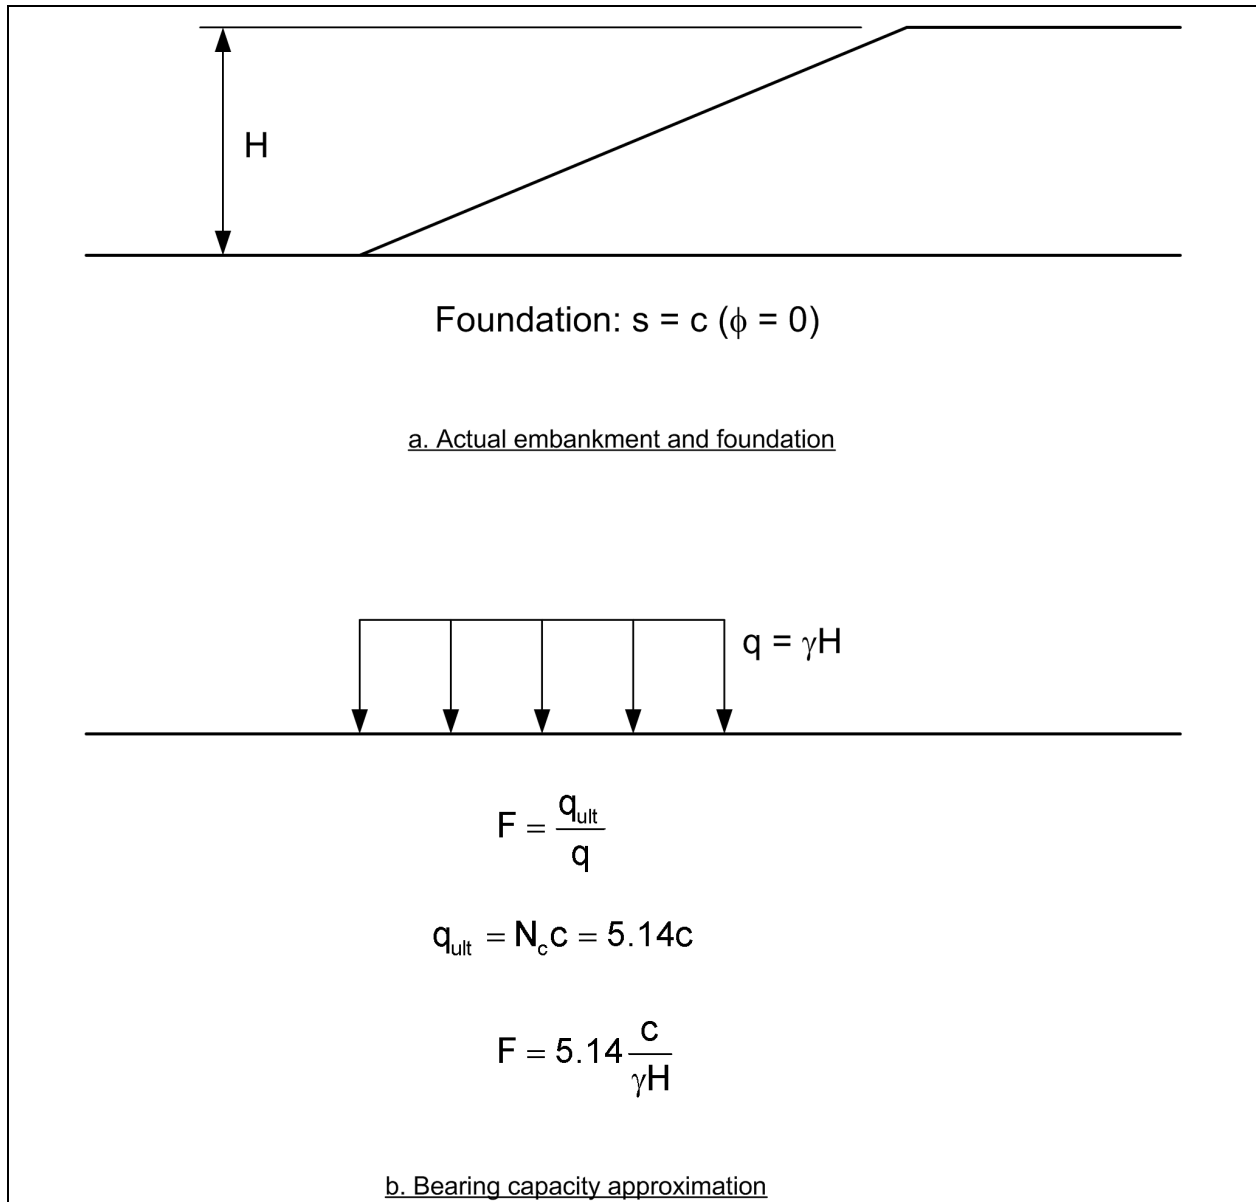 H
Foundation: s = c (ϕ = 0)
a. Actual embankment and foundation
q = γH
F = q_ult / q
q_ult = N_c c = 5.14c
F = 5.14 c / γH
b. Bearing capacity approximation